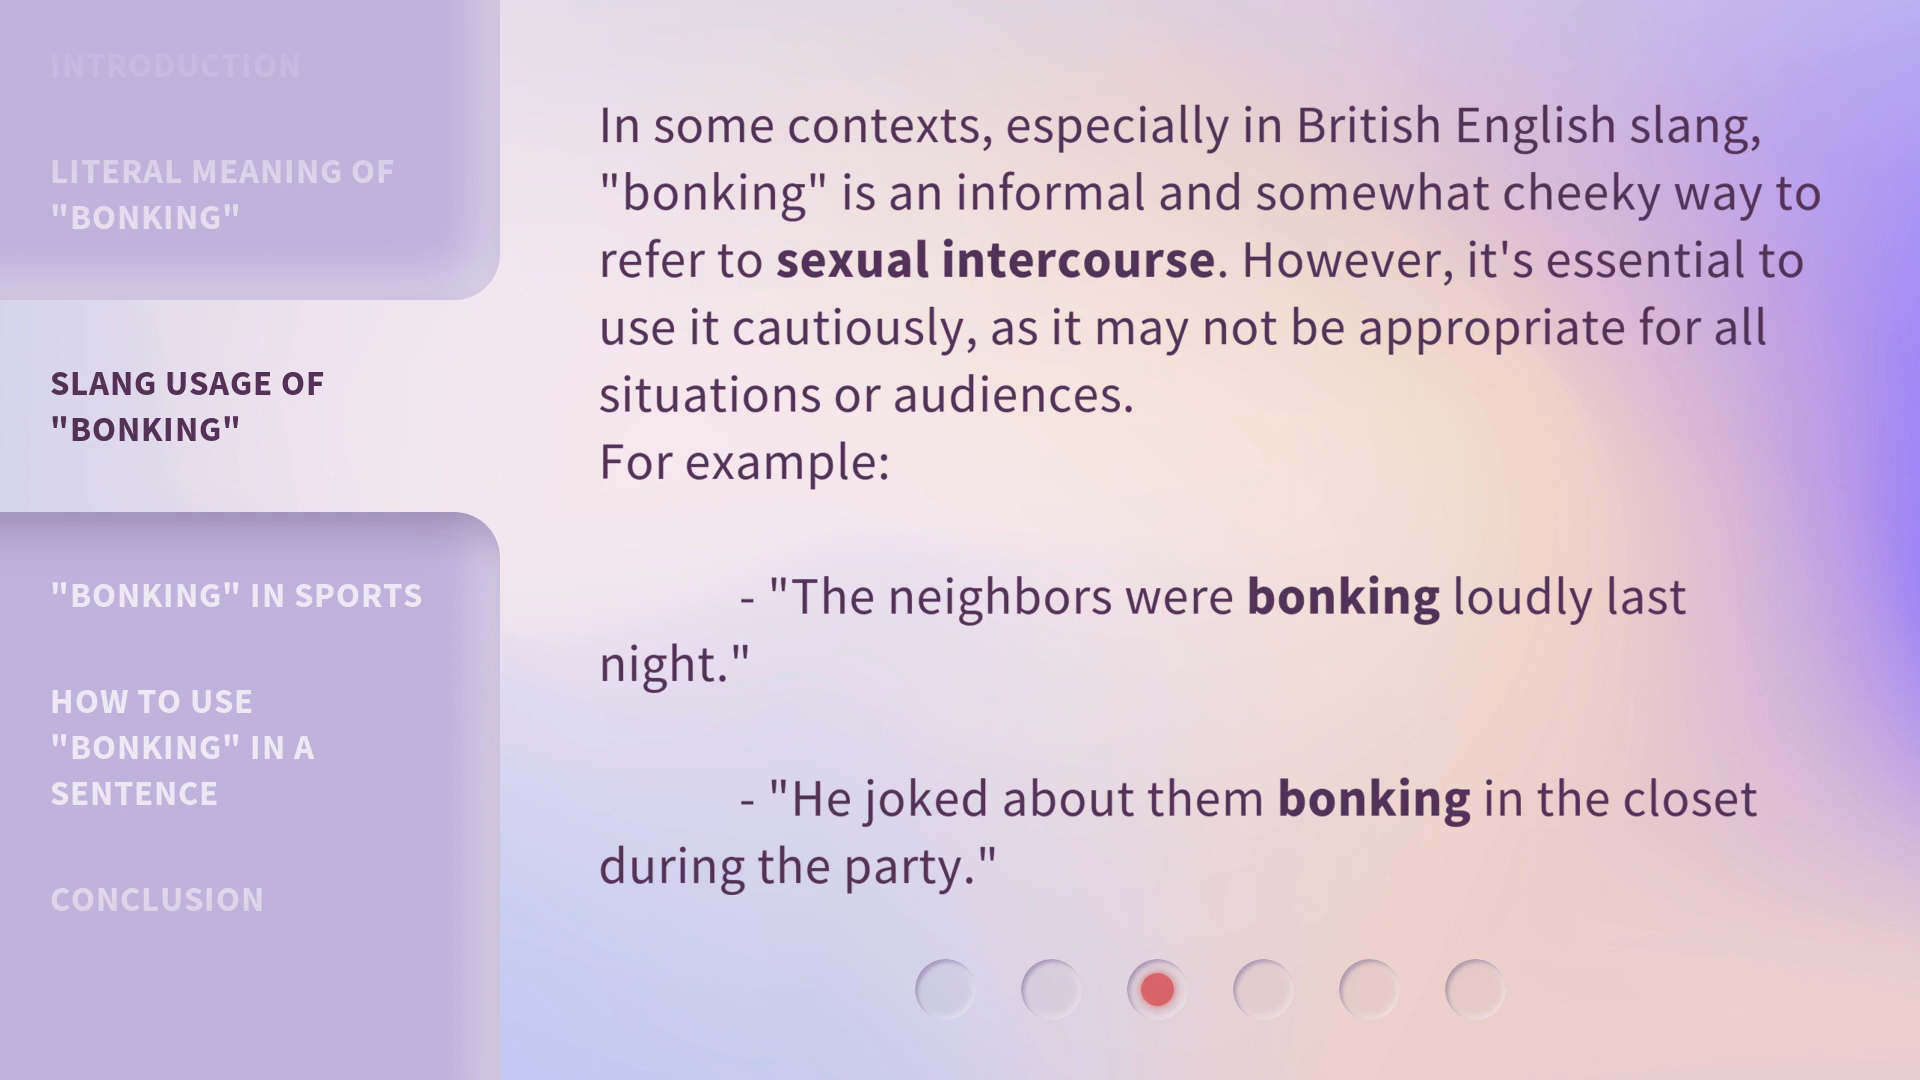 INTRODUCTION
LITERAL MEANING OF
"BONKING"
SLANG USAGE OF
"BONKING"
"BONKING" IN SPORTS
HOW TO USE
"BONKING" IN A
SENTENCE
CONCLUSION
In some contexts, especially in British English slang,
"bonking" is an informal and somewhat cheeky way to
refer to sexual intercourse. However, it's essential to
use it cautiously, as it may not be appropriate for all
situations or audiences.
For example:
- "The neighbors were bonking loudly last
night."
- "He joked about them bonking in the closet
during the party."